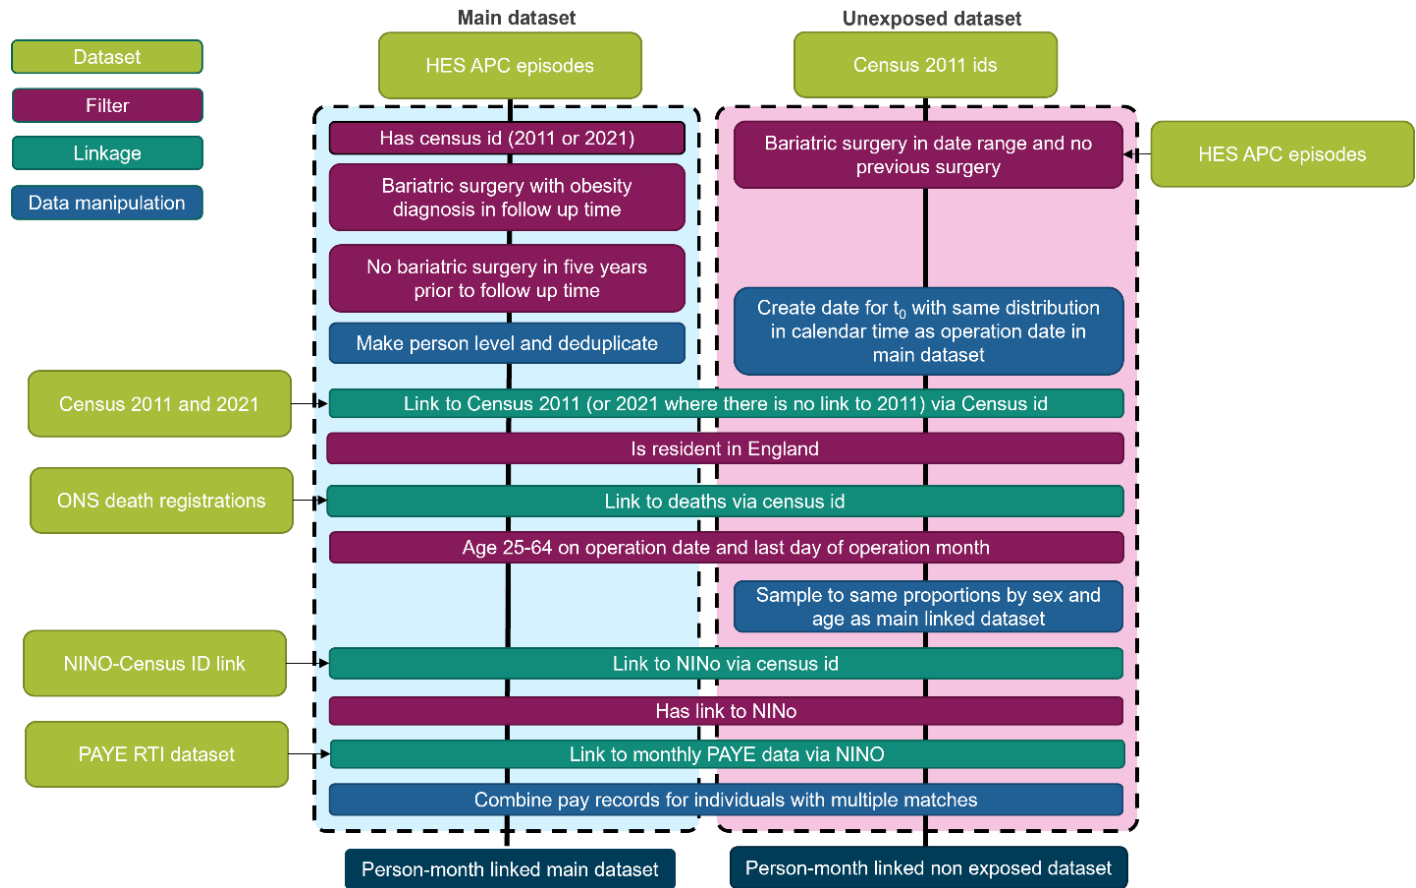 Main dataset
Unexposed dataset
Dataset
Filter
Linkage
Data manipulation
HES APC episodes
Census 2011 ids
Has census id (2011 or 2021)
Bariatric surgery with obesity
diagnosis in follow up time
No bariatric surgery in five years
prior to follow up time
Make person level and deduplicate
Bariatric surgery in date range and no
previous surgery
HES APC episodes
Create date for t₀ with same distribution
in calendar time as operation date in
main dataset
Census 2011 and 2021
Link to Census 2011 (or 2021 where there is no link to 2011) via Census id
Is resident in England
ONS death registrations
Link to deaths via census id
Age 25-64 on operation date and last day of operation month
Sample to same proportions by sex and
age as main linked dataset
NINO-Census ID link
Link to NINo via census id
Has link to NINo
PAYE RTI dataset
Link to monthly PAYE data via NINO
Combine pay records for individuals with multiple matches
Person-month linked main dataset
Person-month linked non exposed dataset